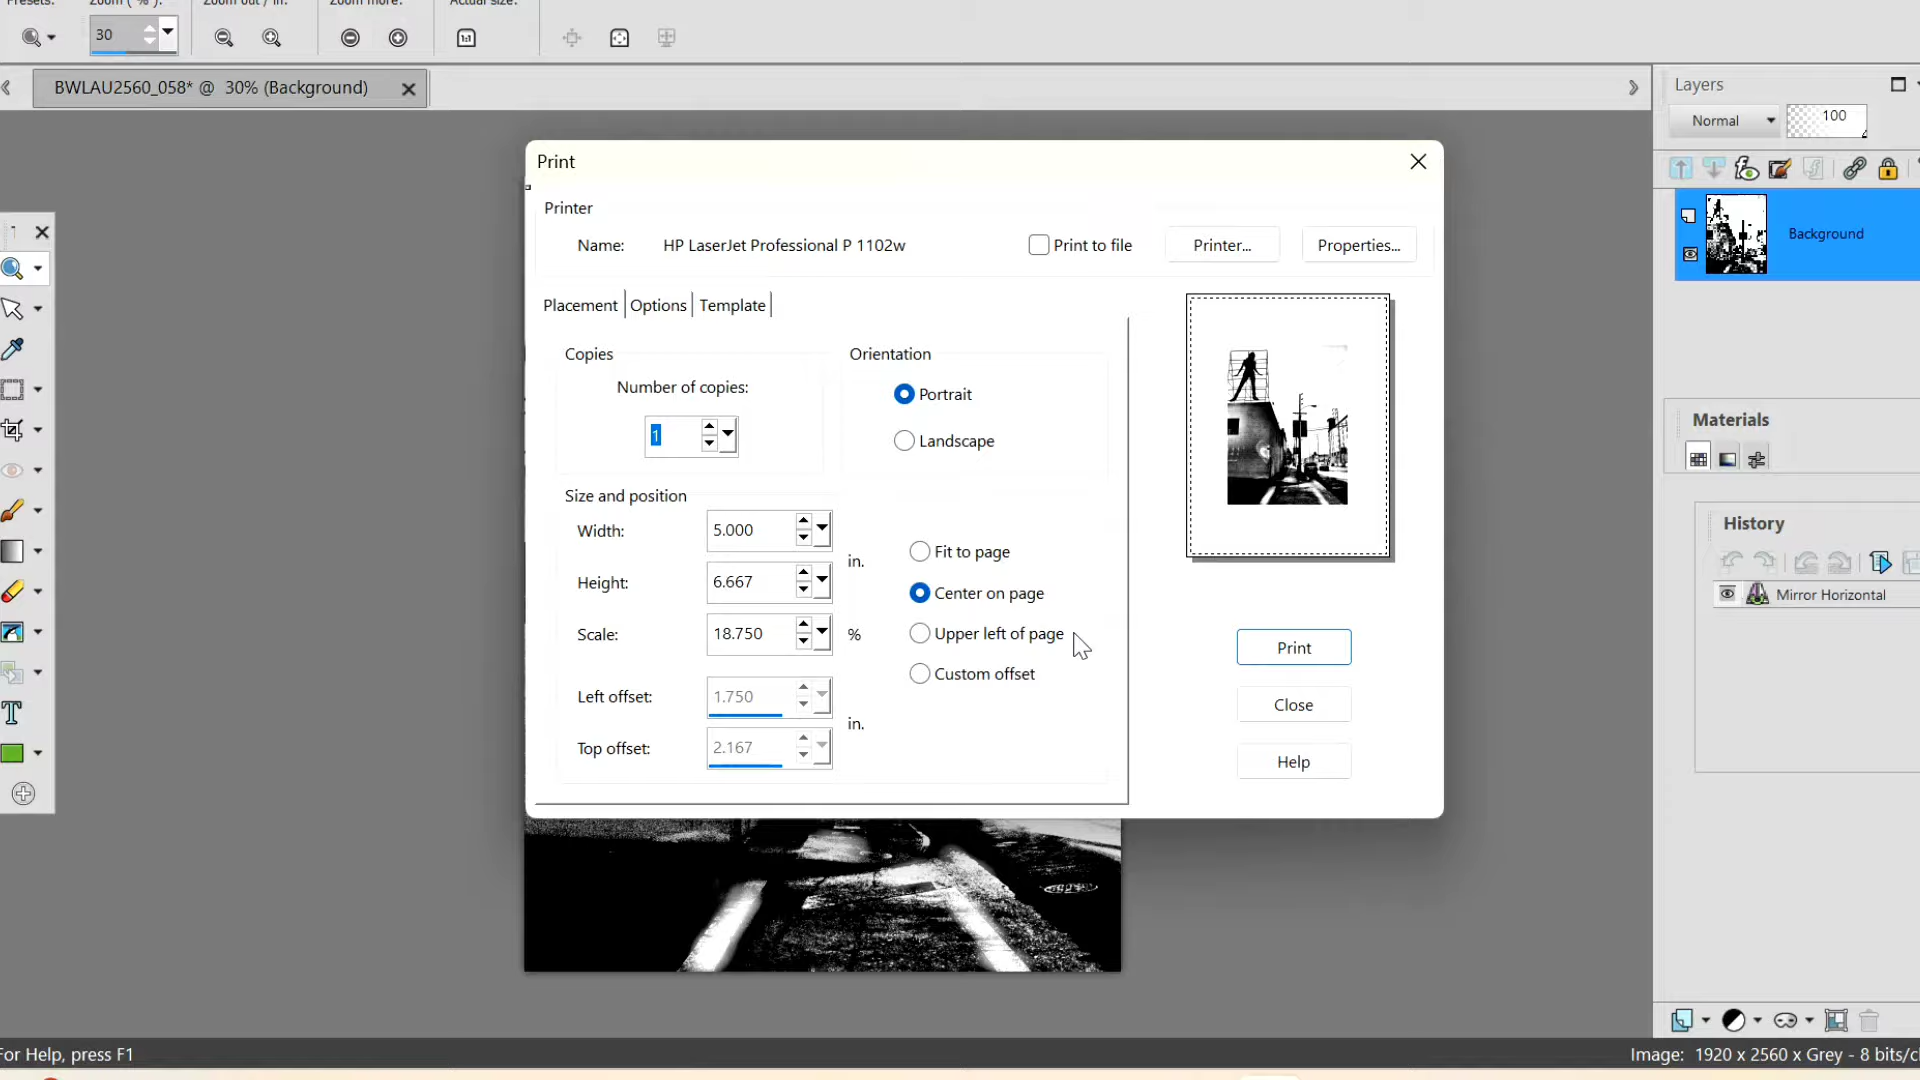 Presets:
Zoom ( % ):
Zoom out / in:
Zoom more:
Actual size:
30
1:1
BWLAU2560_058* @ 30% (Background)
Layers
Normal
100
Background
Print
Printer
Name:
HP LaserJet Professional P 1102w
Print to file
Printer...
Properties...
Placement
Options
Template
Copies
Number of copies:
1
Orientation
Portrait
Landscape
Size and position
Width:
5.000
in.
Height:
6.667
Scale:
18.750
%
Left offset:
1.750
in.
Top offset:
2.167
Fit to page
Center on page
Upper left of page
Custom offset
Print
Close
Help
Materials
History
Mirror Horizontal
For Help, press F1
Image: 1920 x 2560 x Grey - 8 bits/c